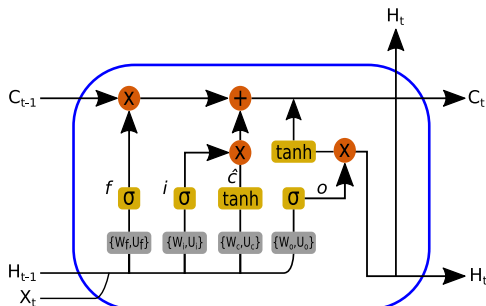 Ht
Ct-1 X + Ct
X tanh X
f σ i σ ĉ tanh σ o
{Wf,Uf} {Wi,Ui} {Wc,Uc} {Wo,Uo}
Ht-1 Ht
Xt